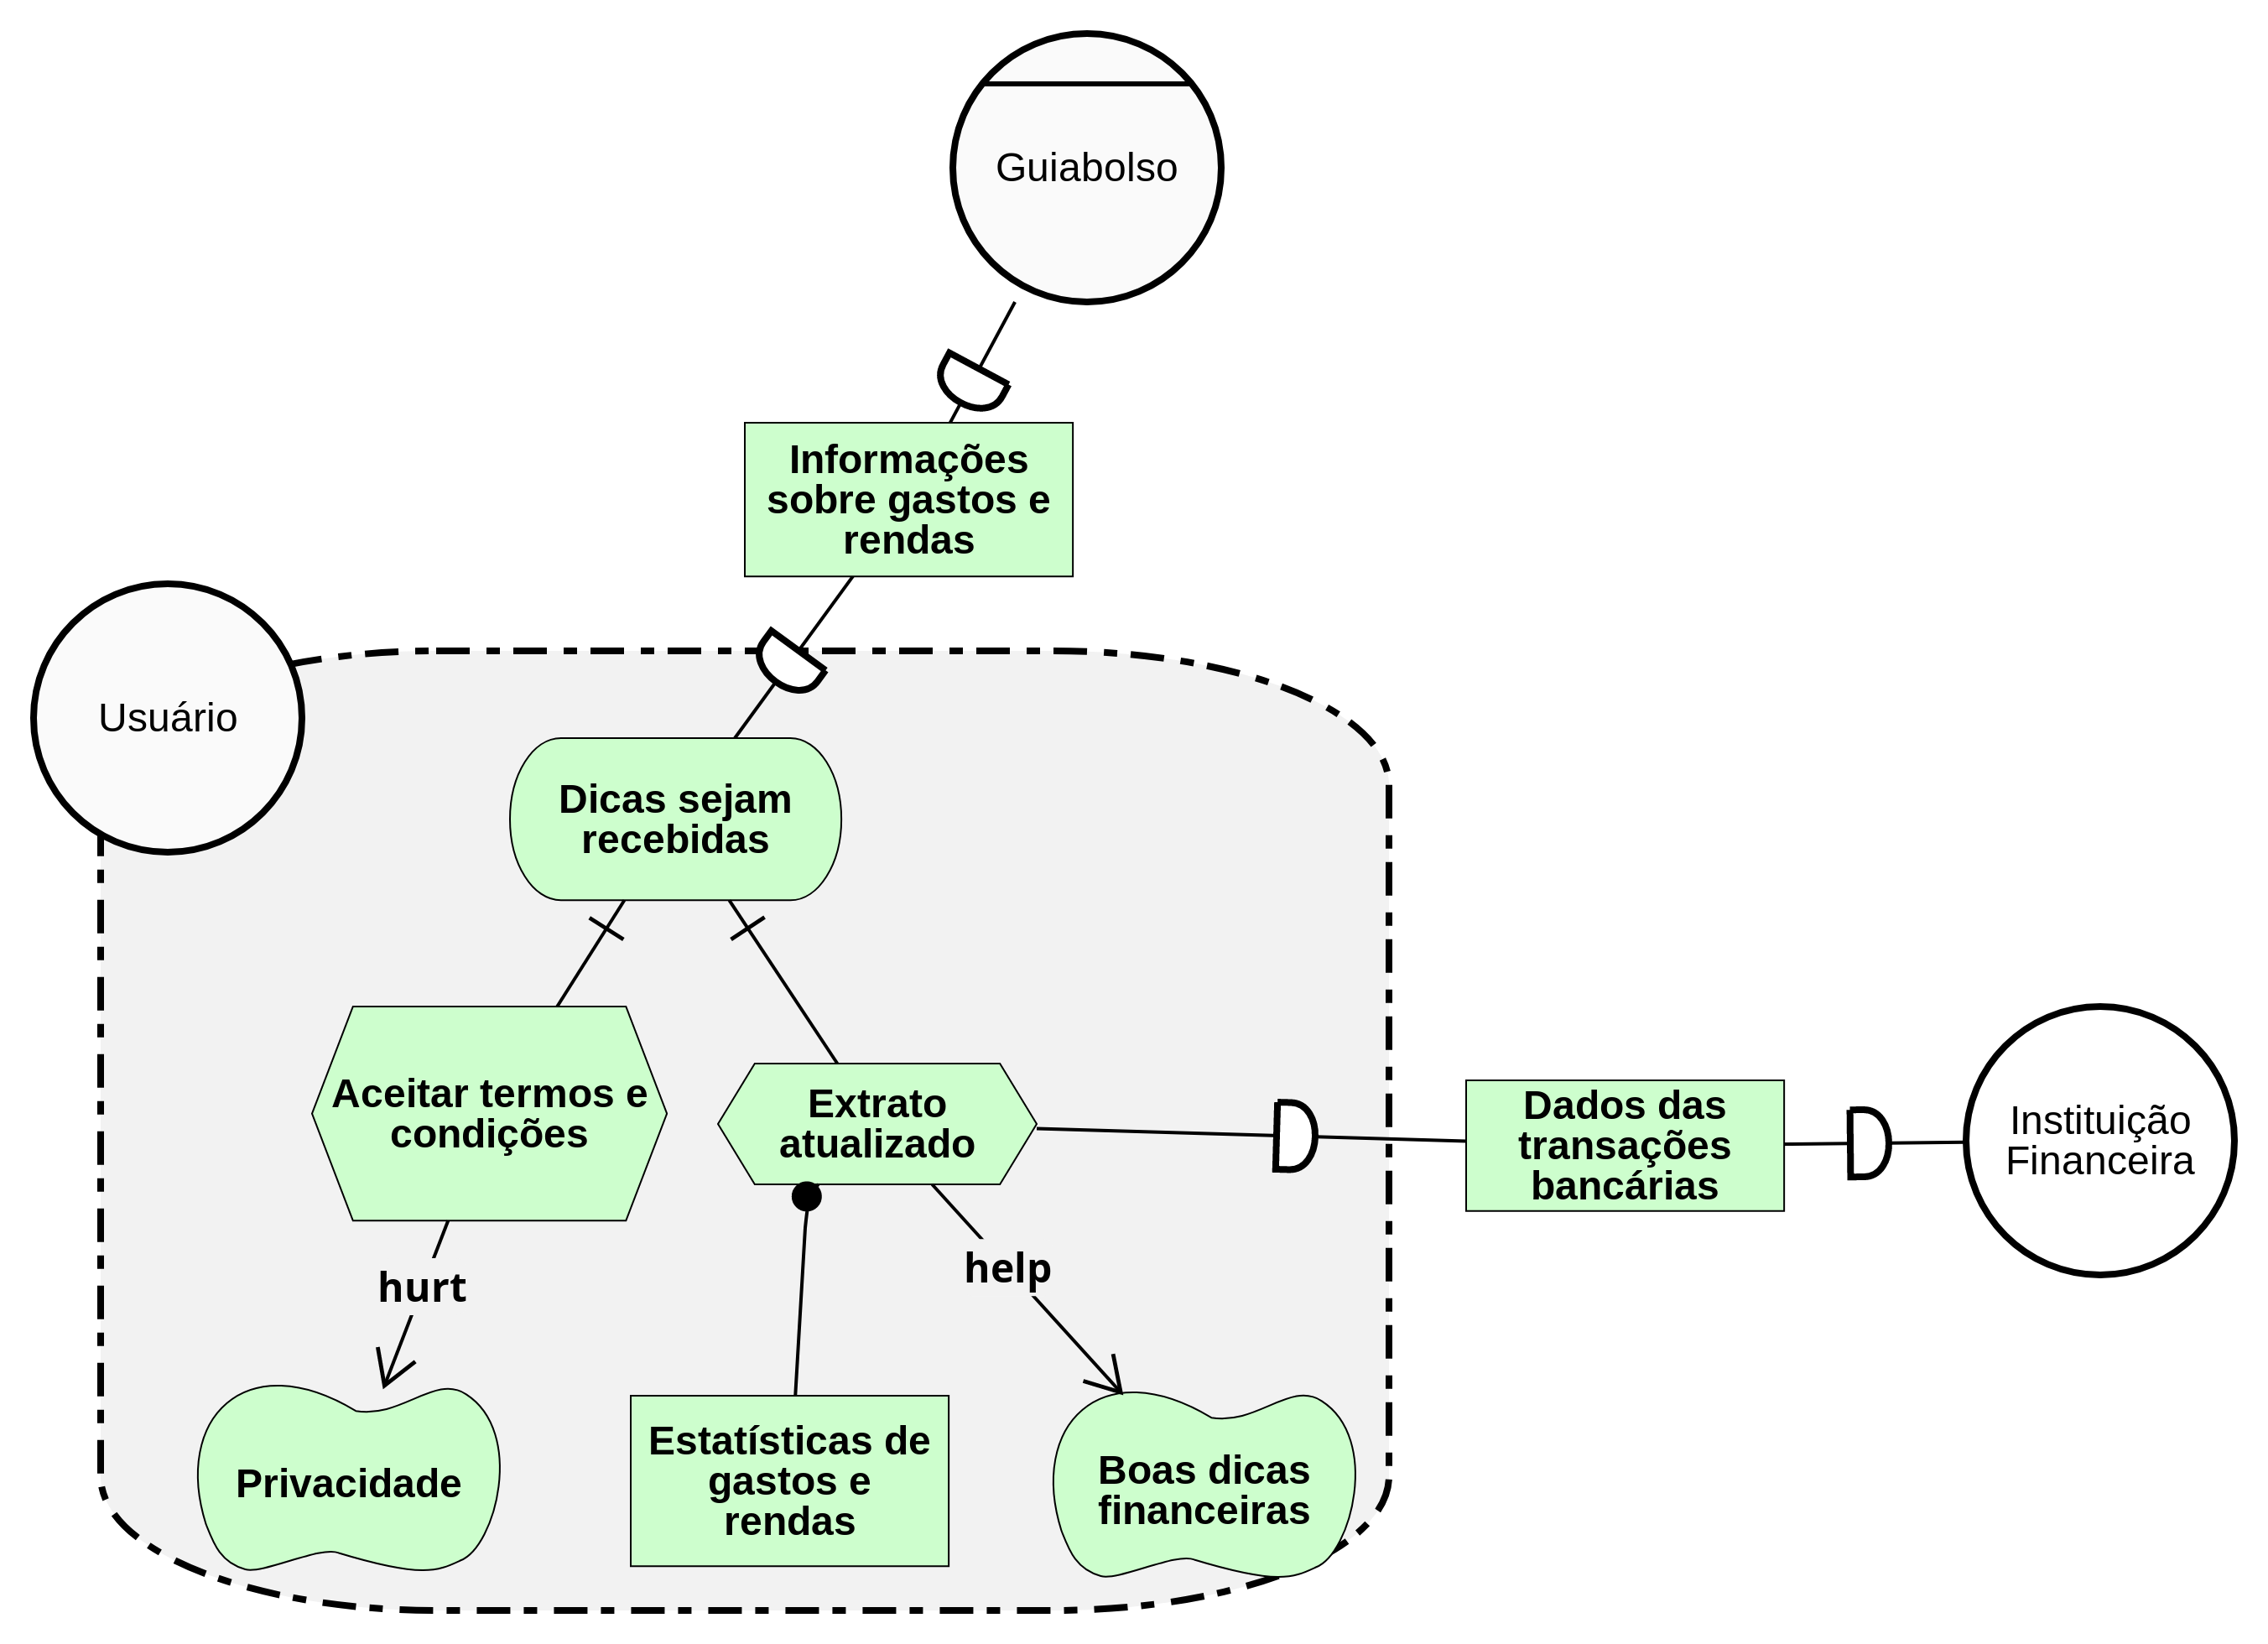 Guiabolso
Informações
sobre gastos e
rendas
Usuário
Dicas sejam
recebidas
Aceitar termos e
condições
Extrato
atualizado
Dados das
transações
bancárias
Instituição
Financeira
hurt
help
Privacidade
Estatísticas de
gastos e
rendas
Boas dicas
financeiras